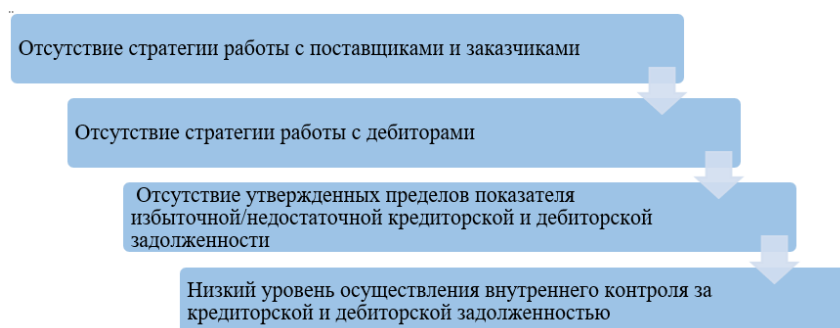 ..
Отсутствие стратегии работы с поставщиками и заказчиками
Отсутствие стратегии работы с дебиторами
Отсутствие утвержденных пределов показателя
избыточной/недостаточной кредиторской и дебиторской
задолженности
Низкий уровень осуществления внутреннего контроля за
кредиторской и дебиторской задолженностью